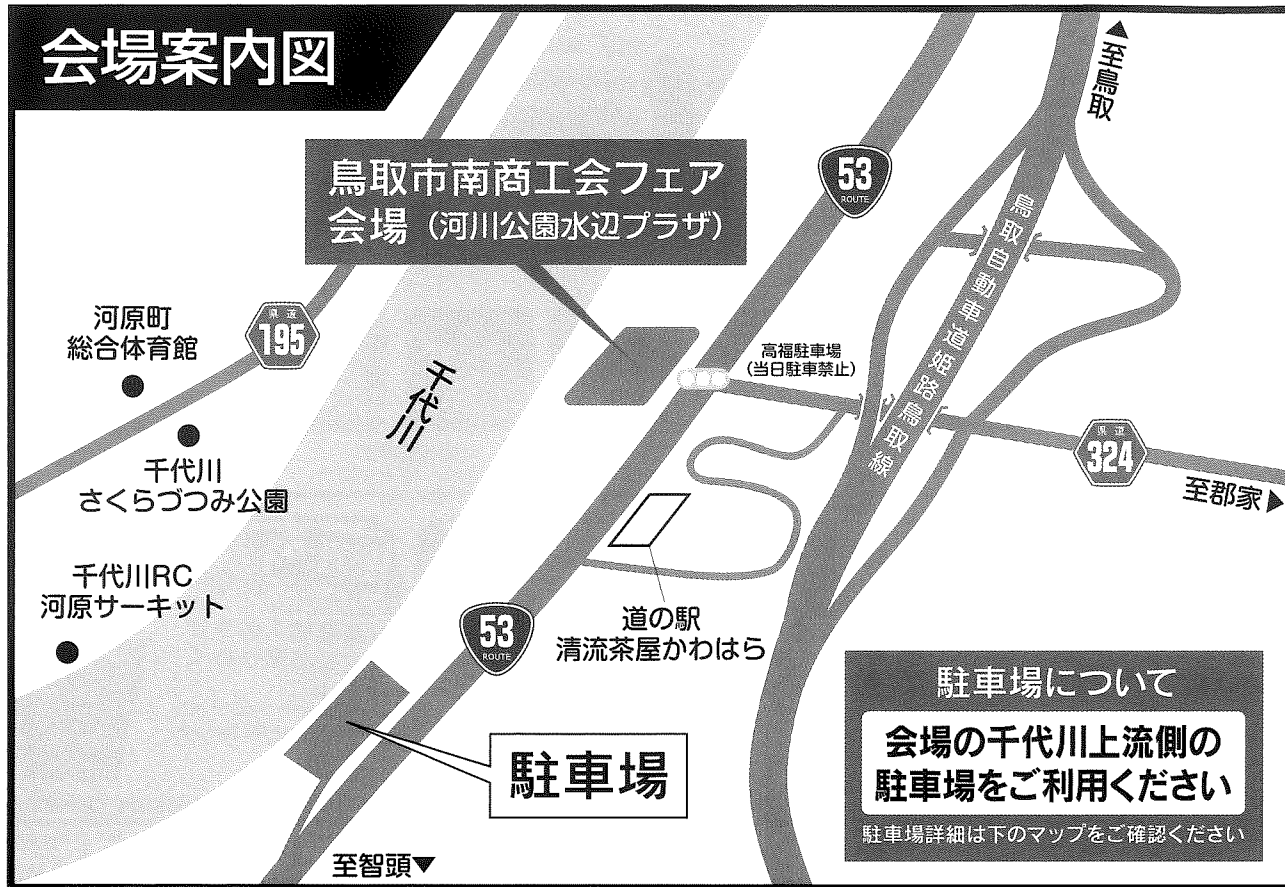 会場案内図
▲至鳥取
鳥取市南商工会フェア
会場（河川公園水辺プラザ）
53
ROUTE
鳥取自動車道姫路鳥取線
河原町
総合体育館
県道
195
千代川
高福駐車場
（当日駐車禁止）
県道
324
至郡家▶
千代川
さくらづつみ公園
千代川RC
河原サーキット
53
ROUTE
道の駅
清流茶屋かわはら
駐車場
至智頭▼
駐車場について
会場の千代川上流側の
駐車場をご利用ください
駐車場詳細は下のマップをご確認ください